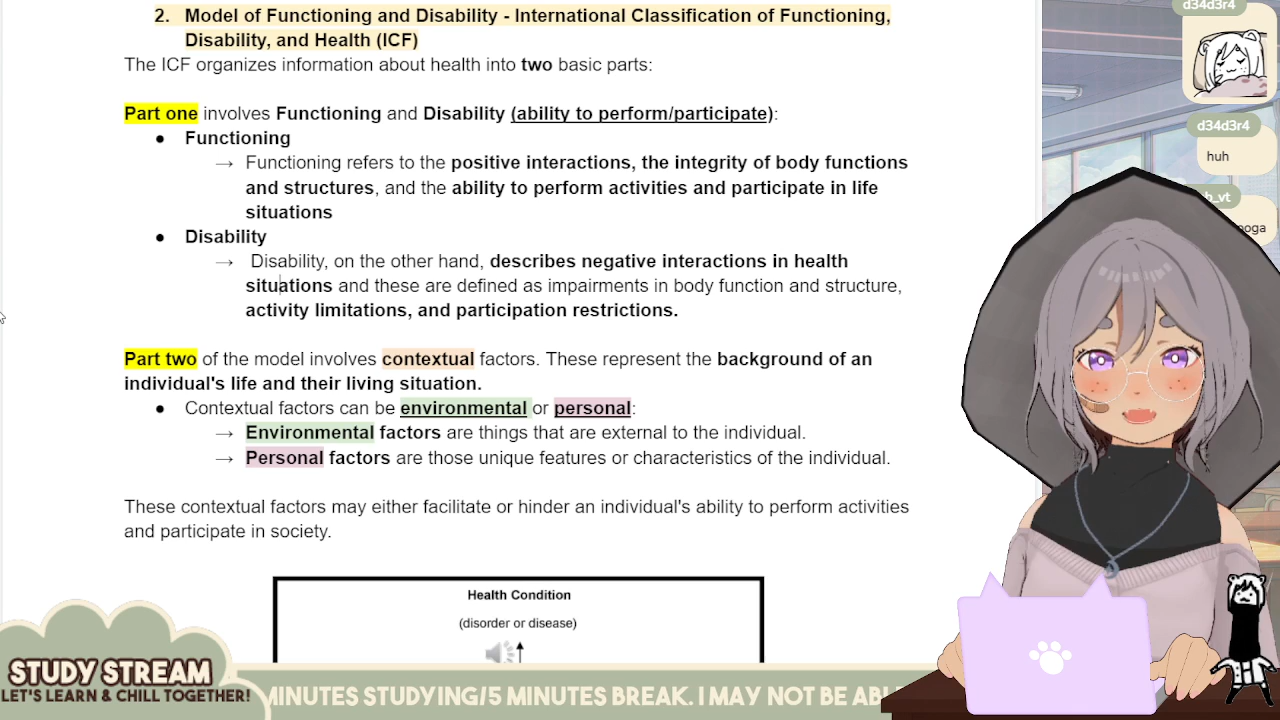 2. Model of Functioning and Disability - International Classification of Functioning,
Disability, and Health (ICF)
The ICF organizes information about health into two basic parts:
Part one involves Functioning and Disability (ability to perform/participate):
● Functioning
→ Functioning refers to the positive interactions, the integrity of body functions
and structures, and the ability to perform activities and participate in life
situations
● Disability
→ Disability, on the other hand, describes negative interactions in health
situations and these are defined as impairments in body function and structure,
activity limitations, and participation restrictions.
Part two of the model involves contextual factors. These represent the background of an
individual's life and their living situation.
● Contextual factors can be environmental or personal:
→ Environmental factors are things that are external to the individual.
→ Personal factors are those unique features or characteristics of the individual.
These contextual factors may either facilitate or hinder an individual's ability to perform activities
and participate in society.
Health Condition
(disorder or disease)
d34d3r4
d34d3r4
huh
b_vt
STUDY STREAM
LET'S LEARN & CHILL TOGETHER!
MINUTES STUDYING/5 MINUTES BREAK. I MAY NOT BE